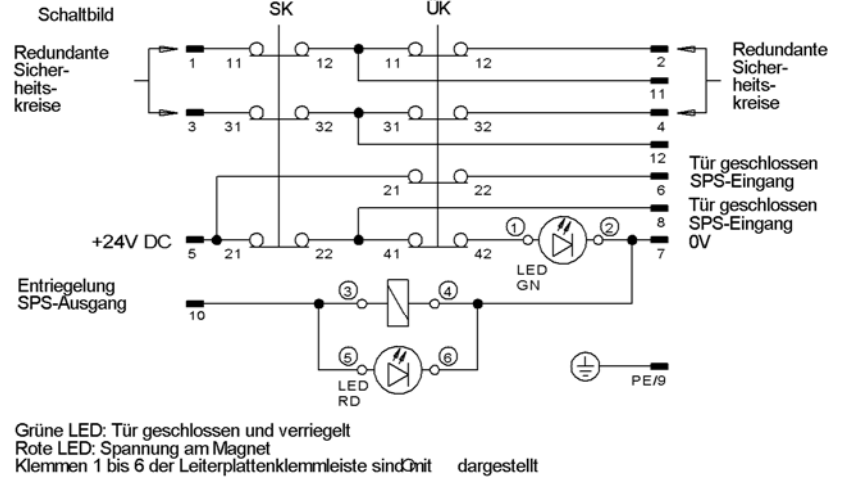 Schaltbild
SK
UK
Redundante
Sicher-
heits-
kreise
Redundante
Sicher-
heits-
kreise
1 11 12 11 12 2
11
3 31 32 31 32 4
12
21 22 6
Tür geschlossen
SPS-Eingang
8
Tür geschlossen
SPS-Eingang
+24V DC
5 21 22 41 42 1 2 7
0V
LED
GN
Entriegelung
SPS-Ausgang
10
3 4
5 6
LED
RD
PE/9
Grüne LED: Tür geschlossen und verriegelt
Rote LED: Spannung am Magnet
Klemmen 1 bis 6 der Leiterplattenklemmleiste sind mit dargestellt